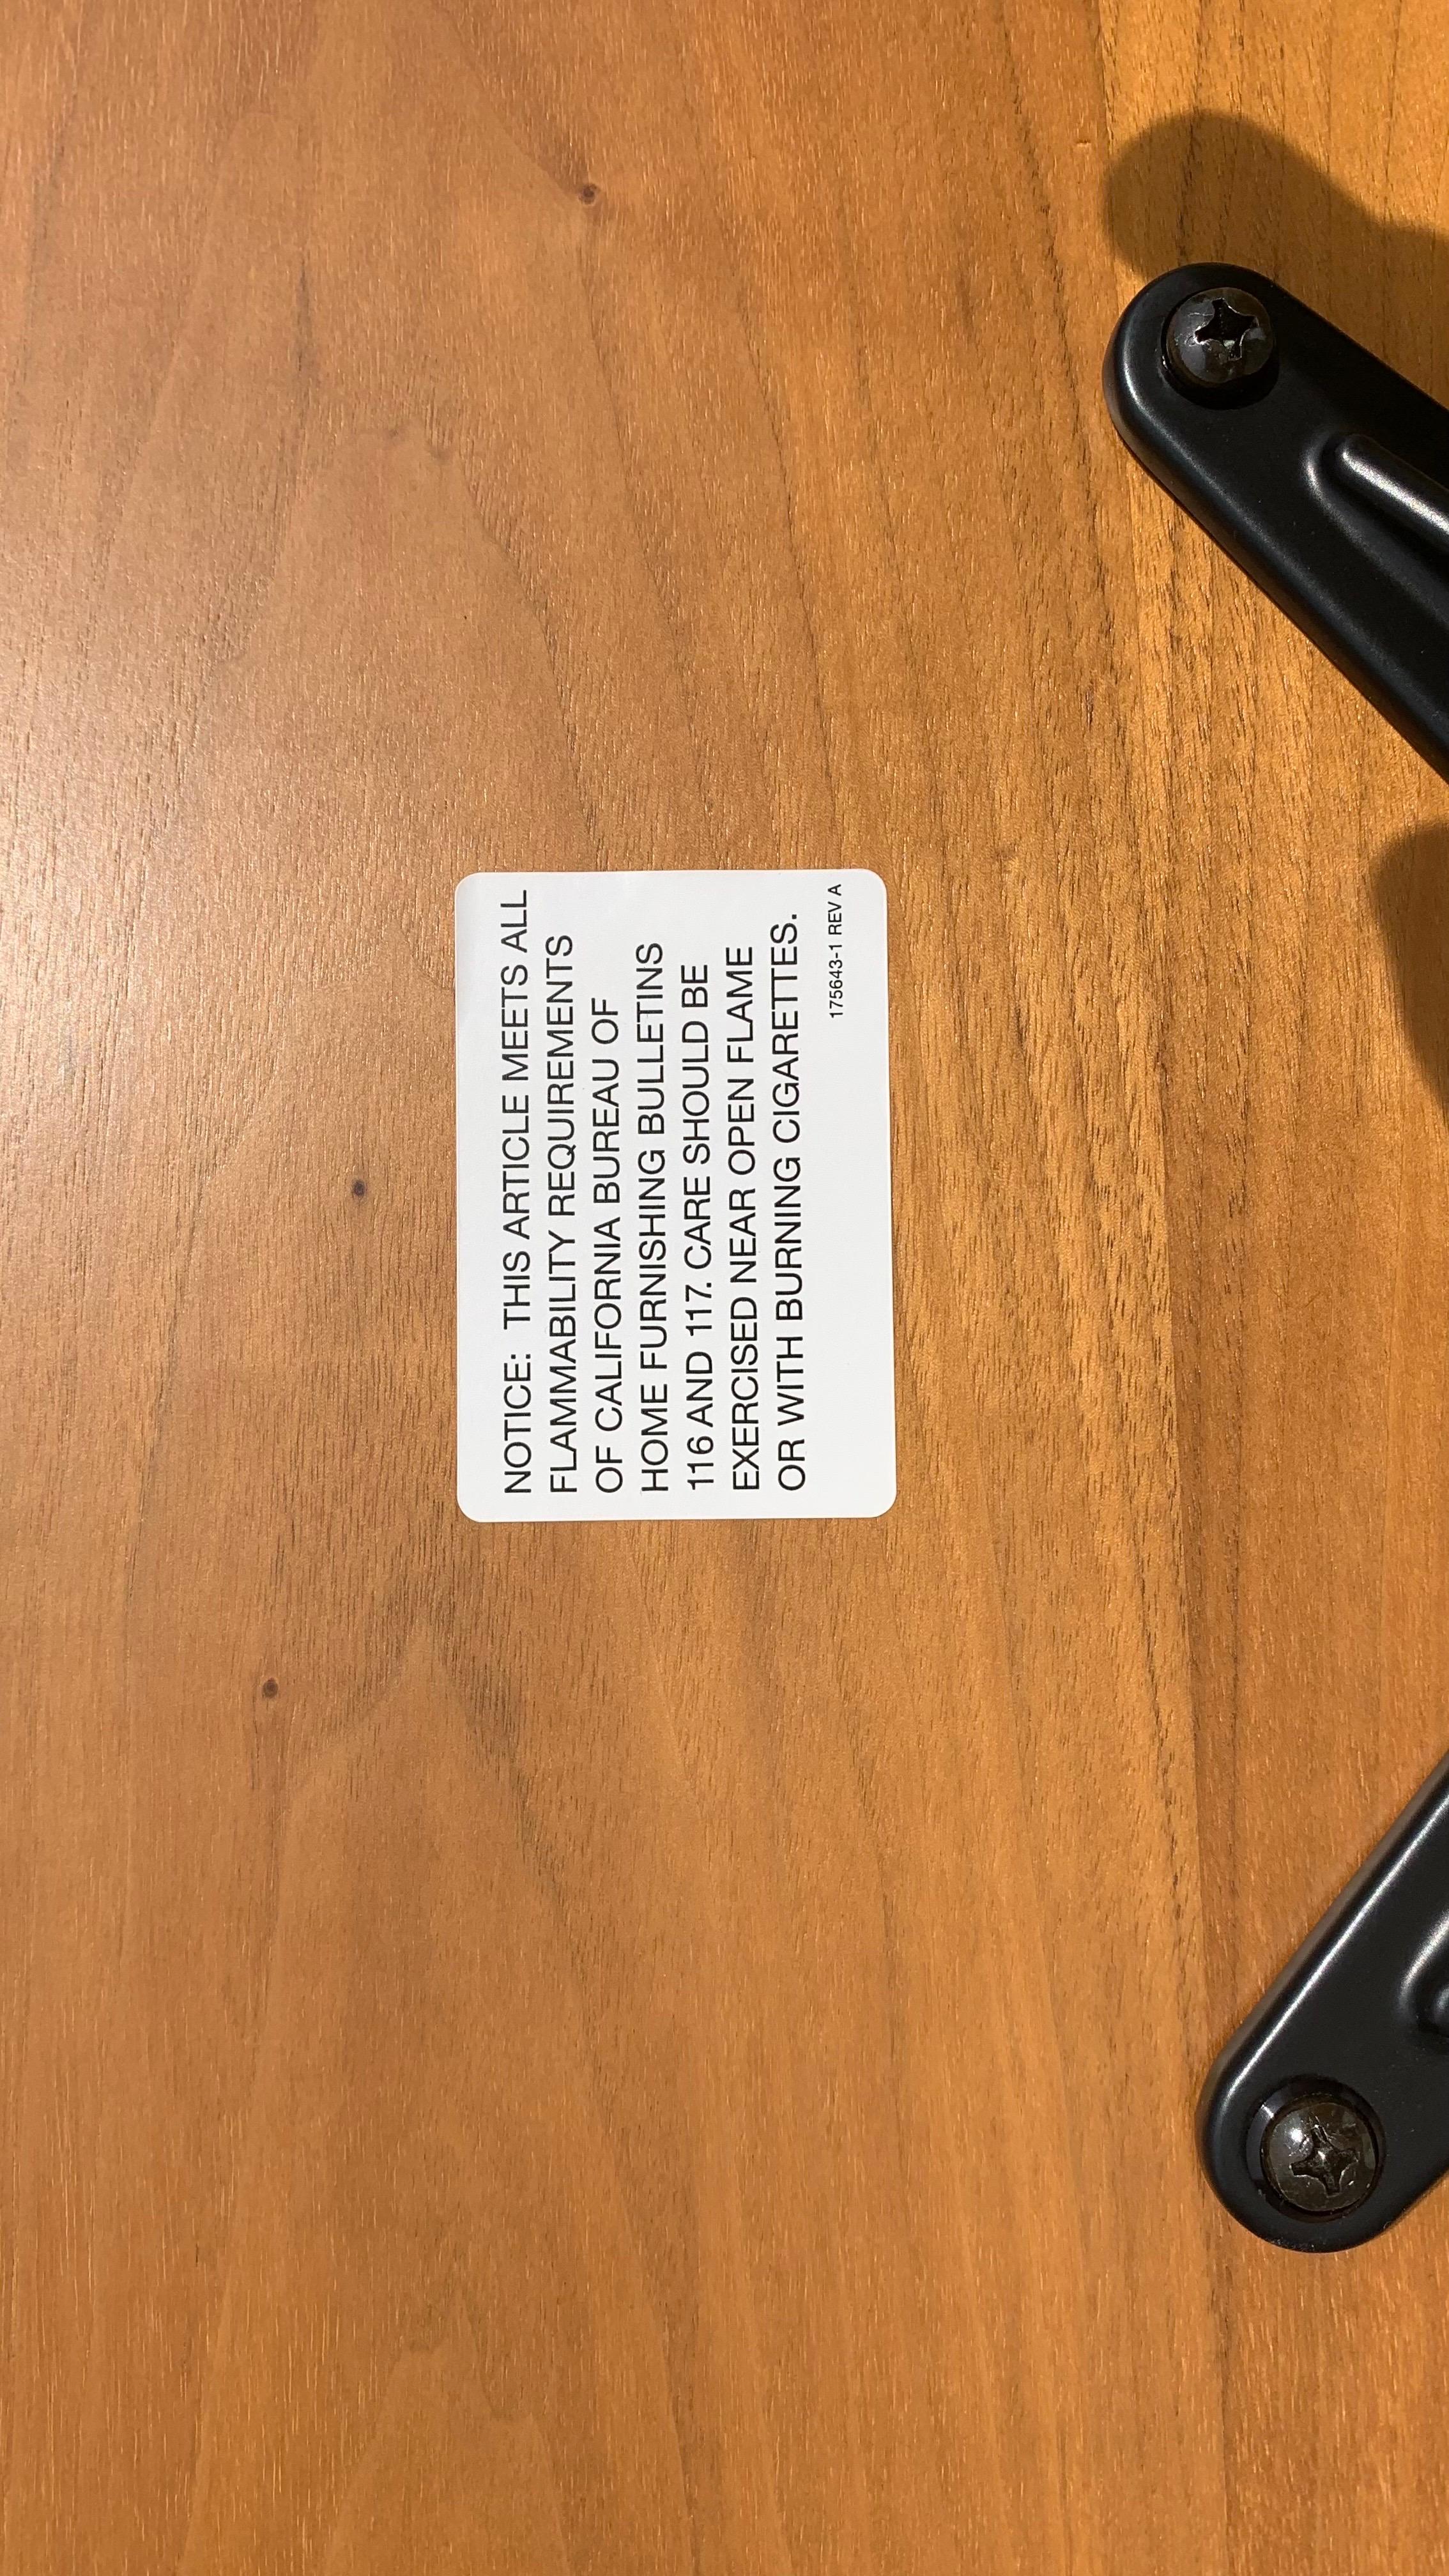 NOTICE: THIS ARTICLE MEETS ALL
FLAMMABILITY REQUIREMENTS
OF CALIFORNIA BUREAU OF
HOME FURNISHING BULLETINS
116 AND 117. CARE SHOULD BE
EXERCISED NEAR OPEN FLAME
OR WITH BURNING CIGARETTES.
175643-1 REV A